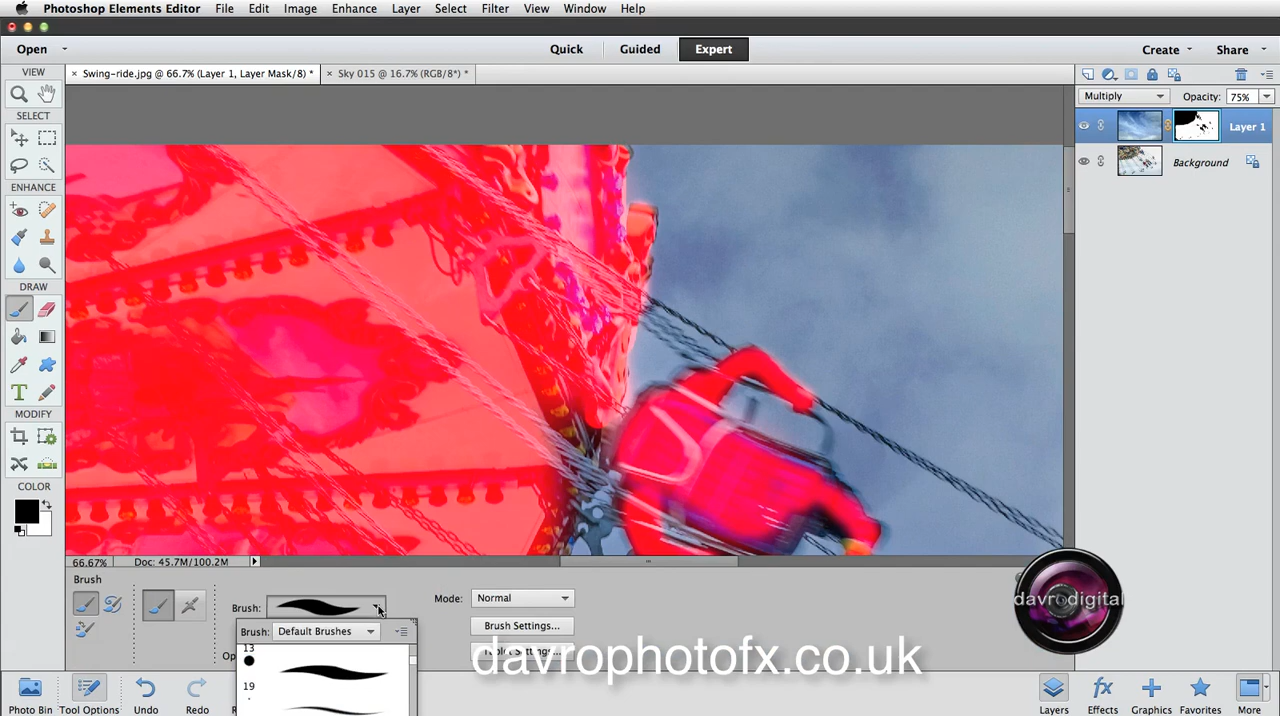 Photoshop Elements Editor File Edit Image Enhance Layer Select Filter View Window Help
Open Quick Guided Expert Create Share
VIEW
× Swing-ride.jpg @ 66.7% (Layer 1, Layer Mask/8) * × Sky 015 @ 16.7% (RGB/8*) *
Multiply Opacity: 75%
SELECT
Layer 1
Background
ENHANCE
DRAW
T
MODIFY
COLOR
66.67% Doc: 45.7M/100.2M
Brush
Brush: Mode: Normal
Brush: Default Brushes Brush Settings...
13
19
davro digital
davrophotofx.co.uk
Photo Bin Tool Options Undo Redo Layers fx Effects Graphics Favorites More